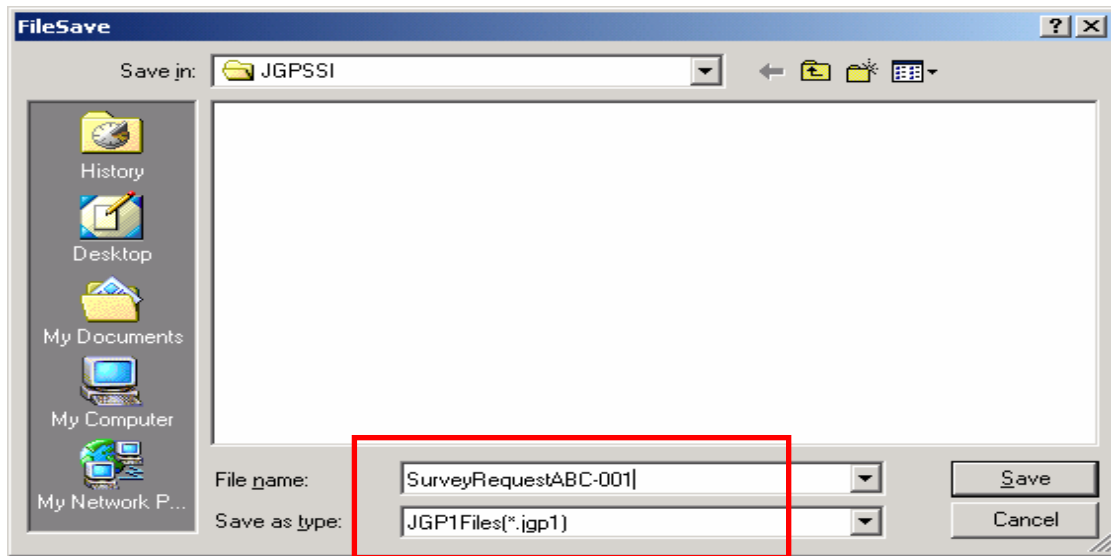 FileSave
Save in: JGPSSI
History
Desktop
My Documents
My Computer
My Network P...
File name: SurveyRequestABC-001
Save as type: JGP1Files(*.jgp1)
Save
Cancel